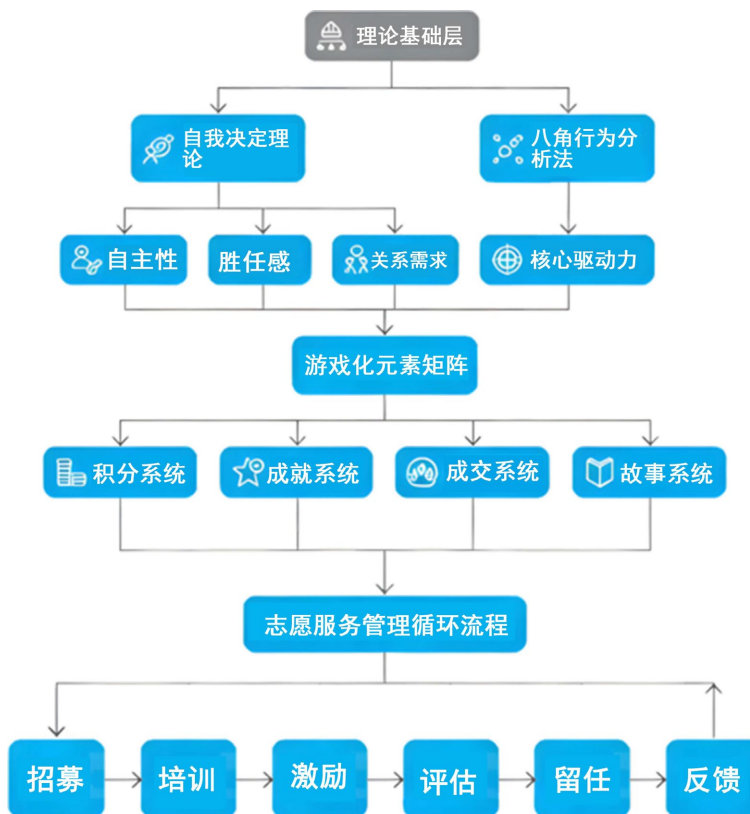 理论基础层
自我决定理
论
八角行为分
析法
自主性
胜任感
关系需求
核心驱动力
游戏化元素矩阵
积分系统
成就系统
成交系统
故事系统
志愿服务管理循环流程
招募
培训
激励
评估
留任
反馈